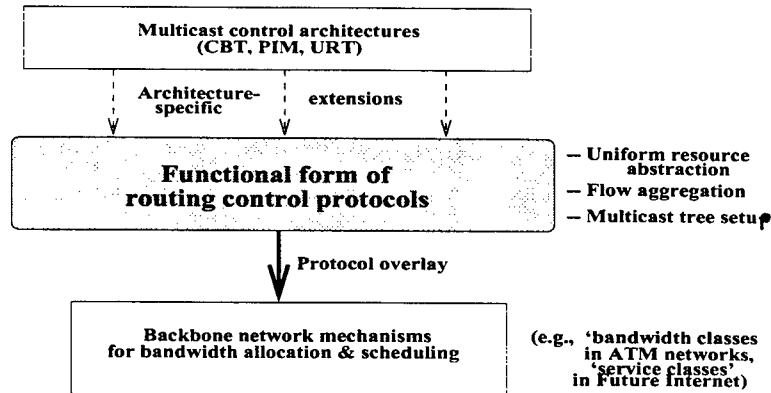 Multicast control architectures
(CBT, PIM, URT)
Architecture-
specific
extensions
Functional form of
routing control protocols
– Uniform resource
abstraction
– Flow aggregation
– Multicast tree setup
Protocol overlay
Backbone network mechanisms
for bandwidth allocation & scheduling
(e.g., ‘bandwidth classes
in ATM networks,
‘service classes’
in Future Internet)